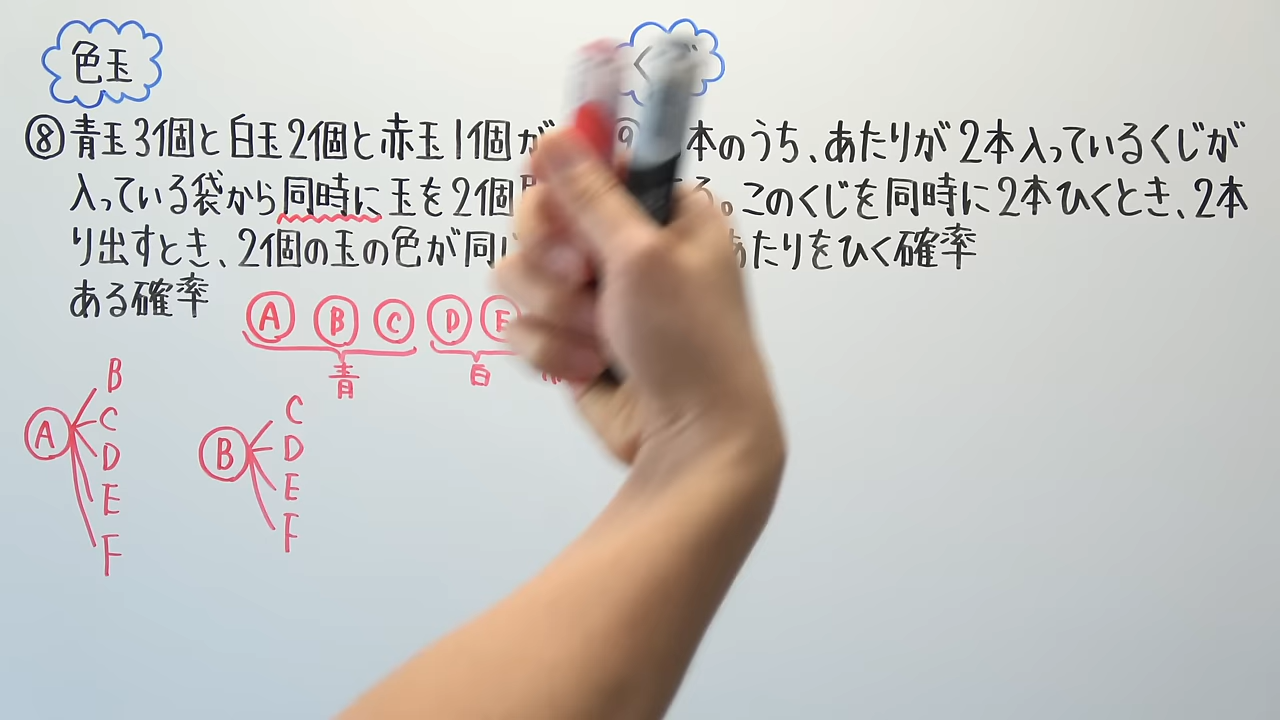 色玉
⑧青玉3個と白玉2個と赤玉1個が
入っている袋から同時に玉を2個
り出すとき、2個の玉の色が同じ
ある確率
A B C D E
青 白
A B C D E F
B C D E F
く
⑨ 本のうち、あたりが2本入っているくじが
る。このくじを同時に2本ひくとき、2本
あたりをひく確率